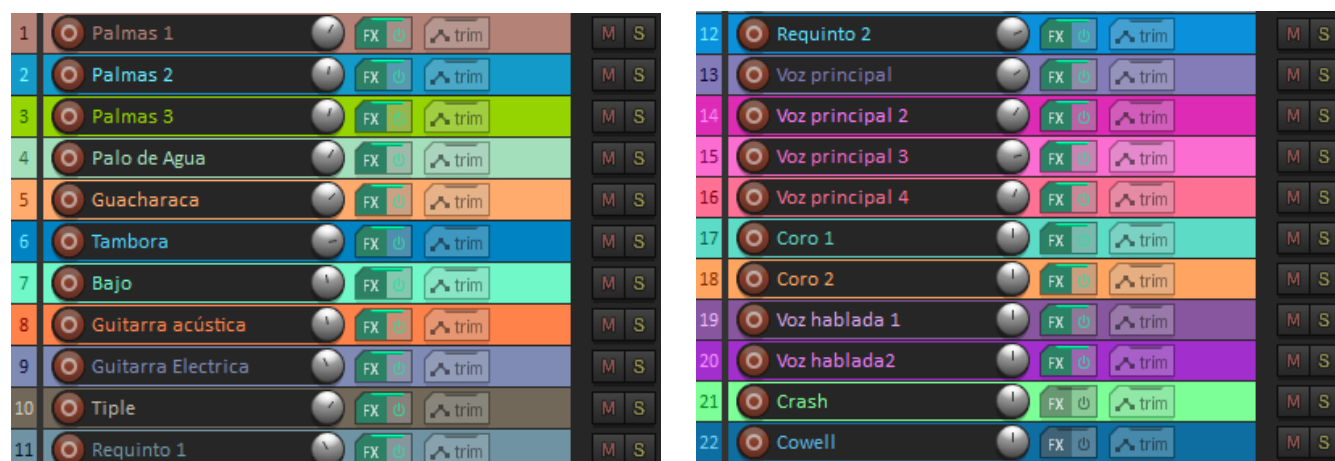 1 Palmas 1 FX trim M S
2 Palmas 2 FX trim M S
3 Palmas 3 FX trim M S
4 Palo de Agua FX trim M S
5 Guacharaca FX trim M S
6 Tambora FX trim M S
7 Bajo FX trim M S
8 Guitarra acústica FX trim M S
9 Guitarra Electrica FX trim M S
10 Tiple FX trim M S
11 Requinto 1 FX trim M S
12 Requinto 2 FX trim M S
13 Voz principal FX trim M S
14 Voz principal 2 FX trim M S
15 Voz principal 3 FX trim M S
16 Voz principal 4 FX trim M S
17 Coro 1 FX trim M S
18 Coro 2 FX trim M S
19 Voz hablada 1 FX trim M S
20 Voz hablada2 FX trim M S
21 Crash FX trim M S
22 Cowell FX trim M S